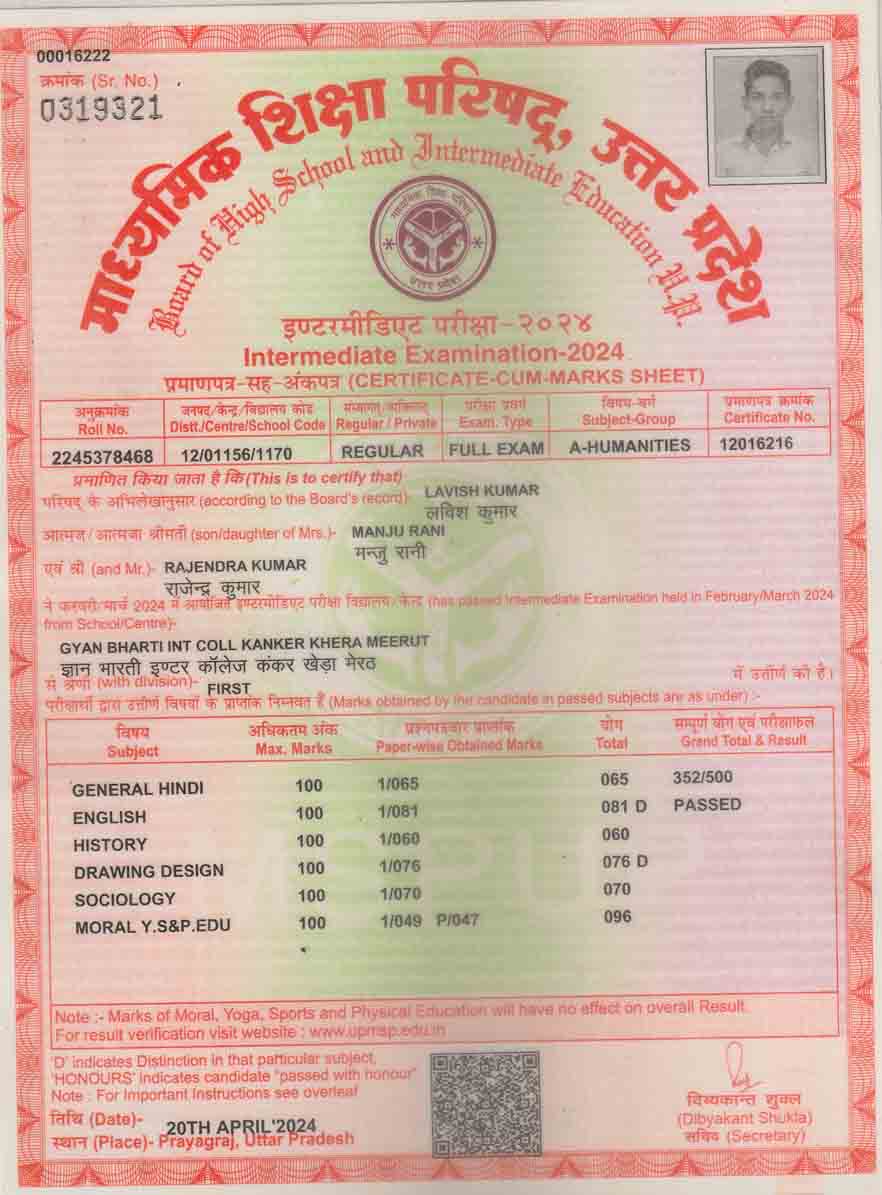 00016222
क्रमांक (Sr. No.)
0319321
माध्यमिक शिक्षा परिषद्, उत्तर प्रदेश
Board of High School and Intermediate Education U.P.
माध्यमिक शिक्षा परिषद्
उत्तर प्रदेश
इण्टरमीडिएट परीक्षा-२०२४
Intermediate Examination-2024
प्रमाणपत्र-सह-अंकपत्र (CERTIFICATE-CUM-MARKS SHEET)
अनुक्रमांक जनपद/केन्द्र/विद्यालय कोड संस्थागत/व्यक्तिगत परीक्षा प्रवर्ग विषय-वर्ग प्रमाणपत्र क्रमांक
Roll No. Distt./Centre/School Code Regular / Private Exam. Type Subject-Group Certificate No.
2245378468 12/01156/1170 REGULAR FULL EXAM A-HUMANITIES 12016216
प्रमाणित किया जाता है कि (This is to certify that)
परिषद के अभिलेखानुसार (according to the Board's record)- LAVISH KUMAR
लविश कुमार
आत्मज/आत्मजा श्रीमती (son/daughter of Mrs.)- MANJU RANI
मन्जु रानी
एवं श्री (and Mr.)- RAJENDRA KUMAR
राजेन्द्र कुमार
ने फरवरी/मार्च 2024 में आयोजित इण्टरमीडिएट परीक्षा विद्यालय/केन्द्र (has passed Intermediate Examination held in February/March 2024
from School/Centre)-
GYAN BHARTI INT COLL KANKER KHERA MEERUT
ज्ञान भारती इण्टर कॉलेज कंकर खेड़ा मेरठ
से श्रेणी (with division)- FIRST में उत्तीर्ण की है।
परीक्षार्थी द्वारा उत्तीर्ण विषयों के प्राप्तांक निम्नवत हैं (Marks obtained by the candidate in passed subjects are as under) :-
विषय अधिकतम अंक प्रश्नपत्रवार प्राप्तांक योग सम्पूर्ण योग एवं परीक्षाफल
Subject Max. Marks Paper-wise Obtained Marks Total Grand Total & Result
GENERAL HINDI 100 1/065 065 352/500
ENGLISH 100 1/081 081 D PASSED
HISTORY 100 1/060 060
DRAWING DESIGN 100 1/076 076 D
SOCIOLOGY 100 1/070 070
MORAL Y.S&P.EDU 100 1/049 P/047 096
Note :- Marks of Moral, Yoga, Sports and Physical Education will have no effect on overall Result.
For result verification visit website : www.upmsp.edu.in
'D' indicates Distinction in that particular subject,
'HONOURS' indicates candidate "passed with honour"
Note : For Important Instructions see overleaf
तिथि (Date)- 20TH APRIL'2024
स्थान (Place)- Prayagraj, Uttar Pradesh
दिव्यकान्त शुक्ल
(Dibyakant Shukla)
सचिव (Secretary)